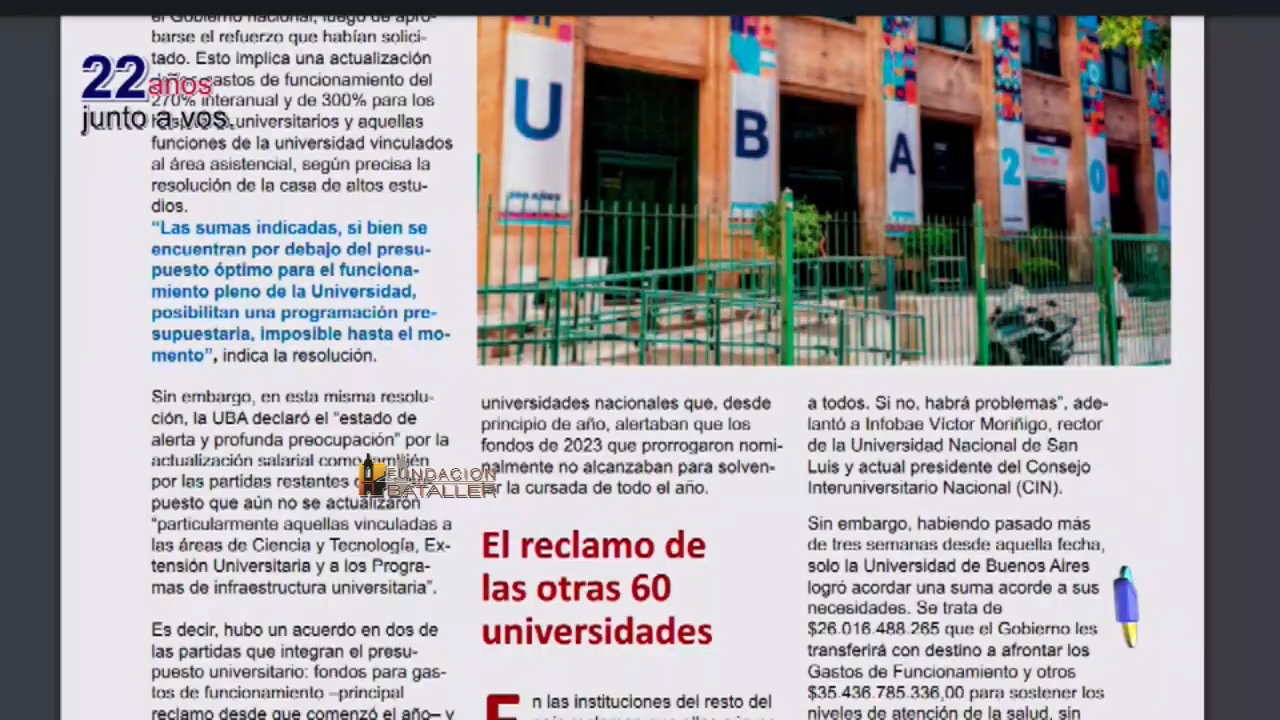 el Gobierno nacional, luego de apro-
barse el refuerzo que habían solici-
tado. Esto implica una actualización
gastos de funcionamiento del
270% interanual y de 300% para los
universitarios y aquellas
funciones de la universidad vinculados
al área asistencial, según precisa la
resolución de la casa de altos estu-
dios.
"Las sumas indicadas, si bien se
encuentran por debajo del presu-
puesto óptimo para el funciona-
miento pleno de la Universidad,
posibilitan una programación pre-
supuestaria, imposible hasta el mo-
mento", indica la resolución.
Sin embargo, en esta misma resolu-
ción, la UBA declaró el "estado de
alerta y profunda preocupación" por la
actualización salarial como también
por las partidas restantes
puesto que aún no se actualizaron
"particularmente aquellas vinculadas a
las áreas de Ciencia y Tecnología, Ex-
tensión Universitaria y a los Progra-
mas de infraestructura universitaria".
Es decir, hubo un acuerdo en dos de
las partidas que integran el presu-
puesto universitario: fondos para gas-
tos de funcionamiento –principal
reclamo desde que comenzó el año– y
22 años
junto a vos.
FUNDACION
BATALLER
U B A 2 0 0
universidades nacionales que, desde
principio de año, alertaban que los
fondos de 2023 que prorrogaron nomi-
nalmente no alcanzaban para solven-
la cursada de todo el año.
El reclamo de
las otras 60
universidades
En las instituciones del resto del
a todos. Si no, habrá problemas", ade-
lantó a Infobae Víctor Moriñigo, rector
de la Universidad Nacional de San
Luis y actual presidente del Consejo
Interuniversitario Nacional (CIN).
Sin embargo, habiendo pasado más
de tres semanas desde aquella fecha,
solo la Universidad de Buenos Aires
logró acordar una suma acorde a sus
necesidades. Se trata de
$26.016.488.265 que el Gobierno les
transferirá con destino a afrontar los
Gastos de Funcionamiento y otros
$35.436.785.336,00 para sostener los
niveles de atención de la salud, sin